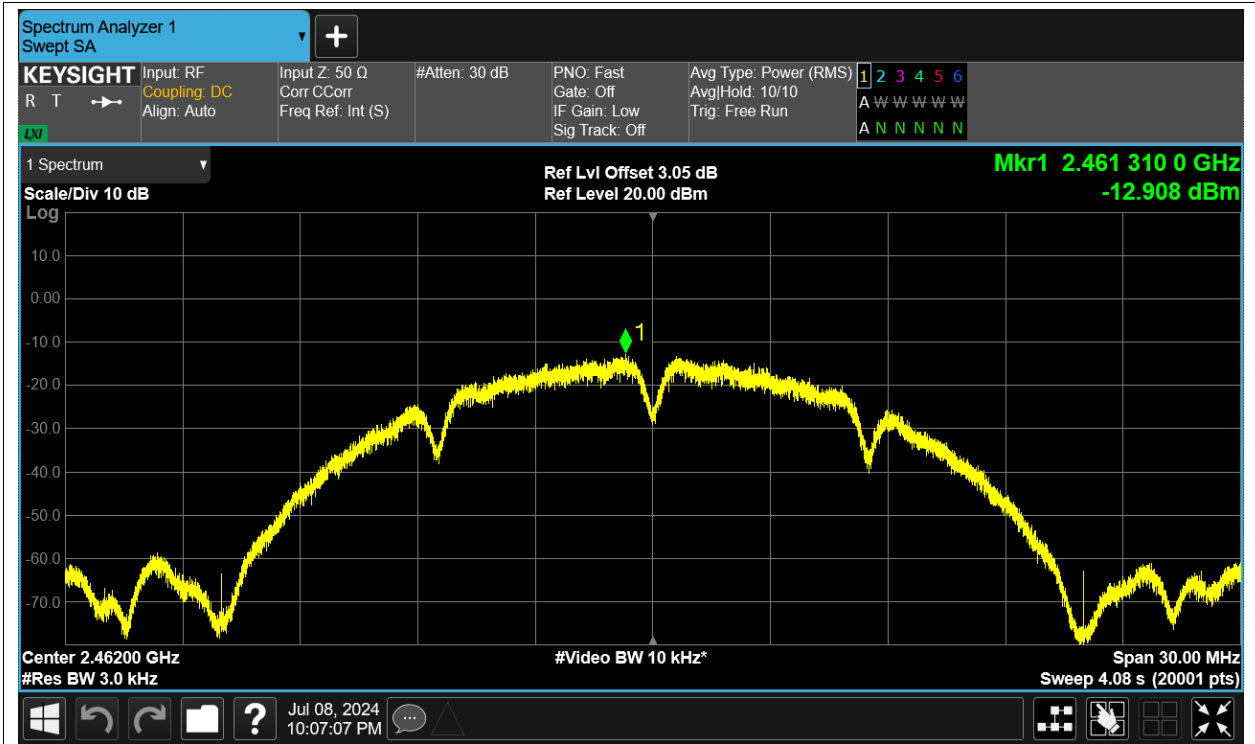 Spectrum Analyzer 1
Swept SA
KEYSIGHT
R T
LXI
Input: RF
Coupling: DC
Align: Auto
Input Z: 50 Ω
Corr CCorr
Freq Ref: Int (S)
#Atten: 30 dB
PNO: Fast
Gate: Off
IF Gain: Low
Sig Track: Off
Avg Type: Power (RMS)
Avg|Hold: 10/10
Trig: Free Run
1 2 3 4 5 6
A W W W W W
A N N N N N
1 Spectrum
Scale/Div 10 dB
Log
Ref Lvl Offset 3.05 dB
Ref Level 20.00 dBm
Mkr1 2.461 310 0 GHz
-12.908 dBm
10.0
0.00
-10.0
-20.0
-30.0
-40.0
-50.0
-60.0
-70.0
1
Center 2.46200 GHz
#Res BW 3.0 kHz
#Video BW 10 kHz*
Span 30.00 MHz
Sweep 4.08 s (20001 pts)
?
Jul 08, 2024
10:07:07 PM